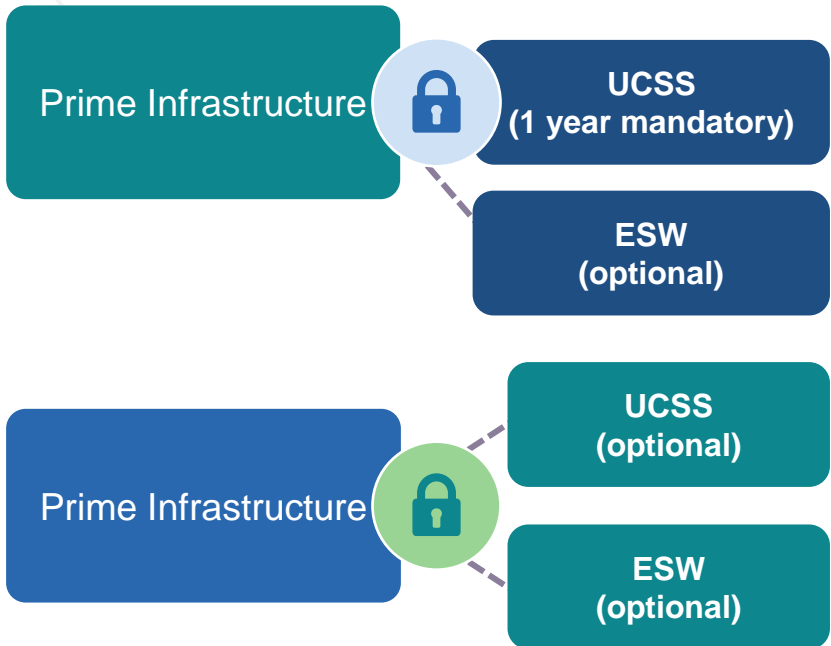 Prime Infrastructure
UCSS
(1 year mandatory)
ESW
(optional)
Prime Infrastructure
UCSS
(optional)
ESW
(optional)